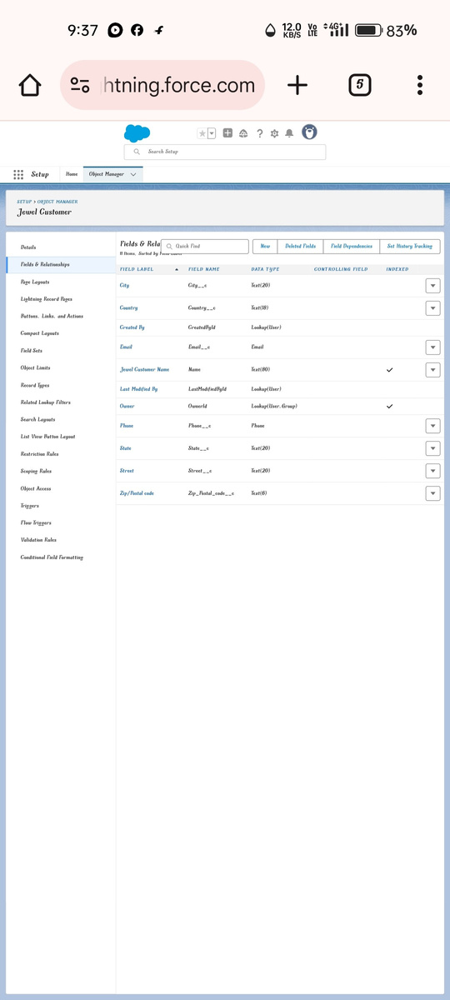 9:37
12.0 KB/S
Vo LTE
4G+
83%
htning.force.com
5
Search Setup
Setup
Home
Object Manager
SETUP > OBJECT MANAGER
Jewel Customer
Details
Fields & Relationships
Page Layouts
Lightning Record Pages
Buttons, Links, and Actions
Compact Layouts
Field Sets
Object Limits
Record Types
Related Lookup Filters
Search Layouts
List View Button Layout
Restriction Rules
Scoping Rules
Object Access
Triggers
Flow Triggers
Validation Rules
Conditional Field Formatting
Fields & Rela
11 Items, Sorted by Field Label
Quick Find
New
Deleted Fields
Field Dependencies
Set History Tracking
FIELD LABEL FIELD NAME DATA TYPE CONTROLLING FIELD INDEXED
City City__c Text(20)
Country Country__c Text(18)
Created By CreatedById Lookup(User)
Email Email__c Email
Jewel Customer Name Name Text(80)
Last Modified By LastModifiedById Lookup(User)
Owner OwnerId Lookup(User,Group)
Phone Phone__c Phone
State State__c Text(20)
Street Street__c Text(20)
Zip/Postal code Zip_Postal_code__c Text(6)